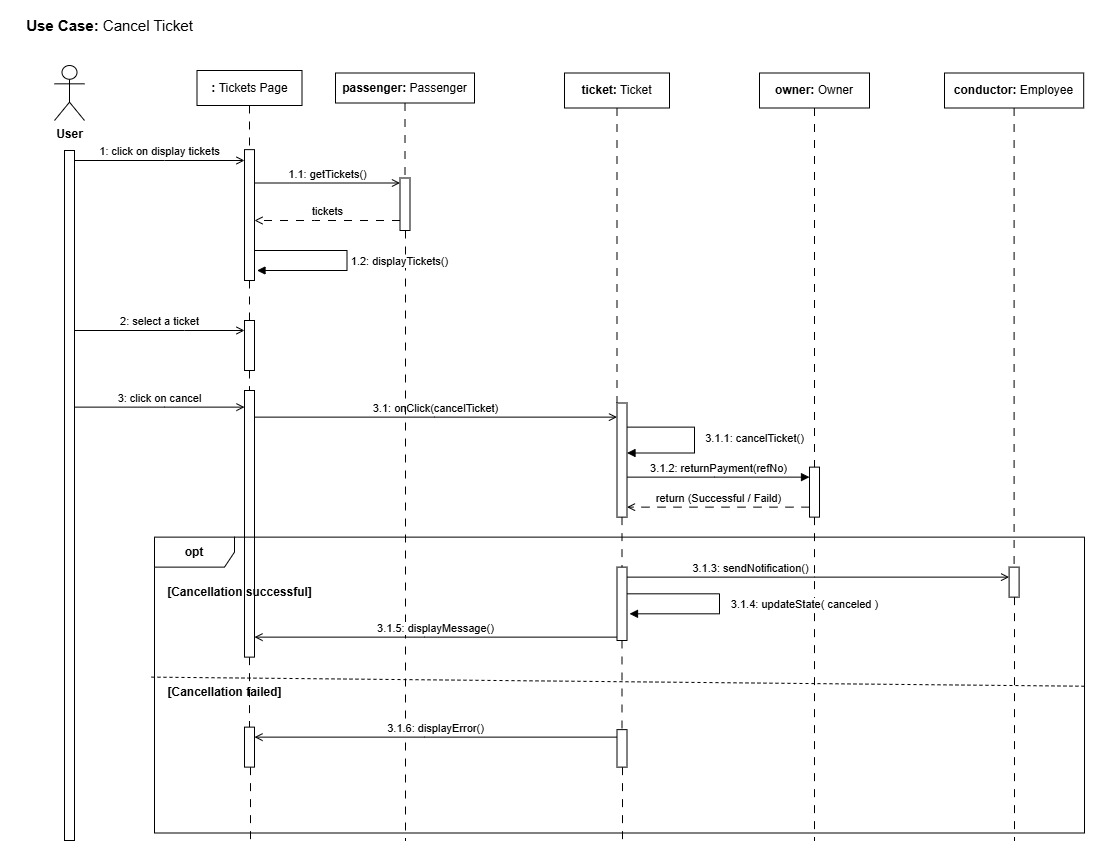 Use Case: Cancel Ticket
User
: Tickets Page
passenger: Passenger
ticket: Ticket
owner: Owner
conductor: Employee
1: click on display tickets
1.1: getTickets()
tickets
1.2: displayTickets()
2: select a ticket
3: click on cancel
3.1: onClick(cancelTicket)
3.1.1: cancelTicket()
3.1.2: returnPayment(refNo)
return (Successful / Faild)
opt
[Cancellation successful]
3.1.3: sendNotification()
3.1.4: updateState( canceled )
3.1.5: displayMessage()
[Cancellation failed]
3.1.6: displayError()